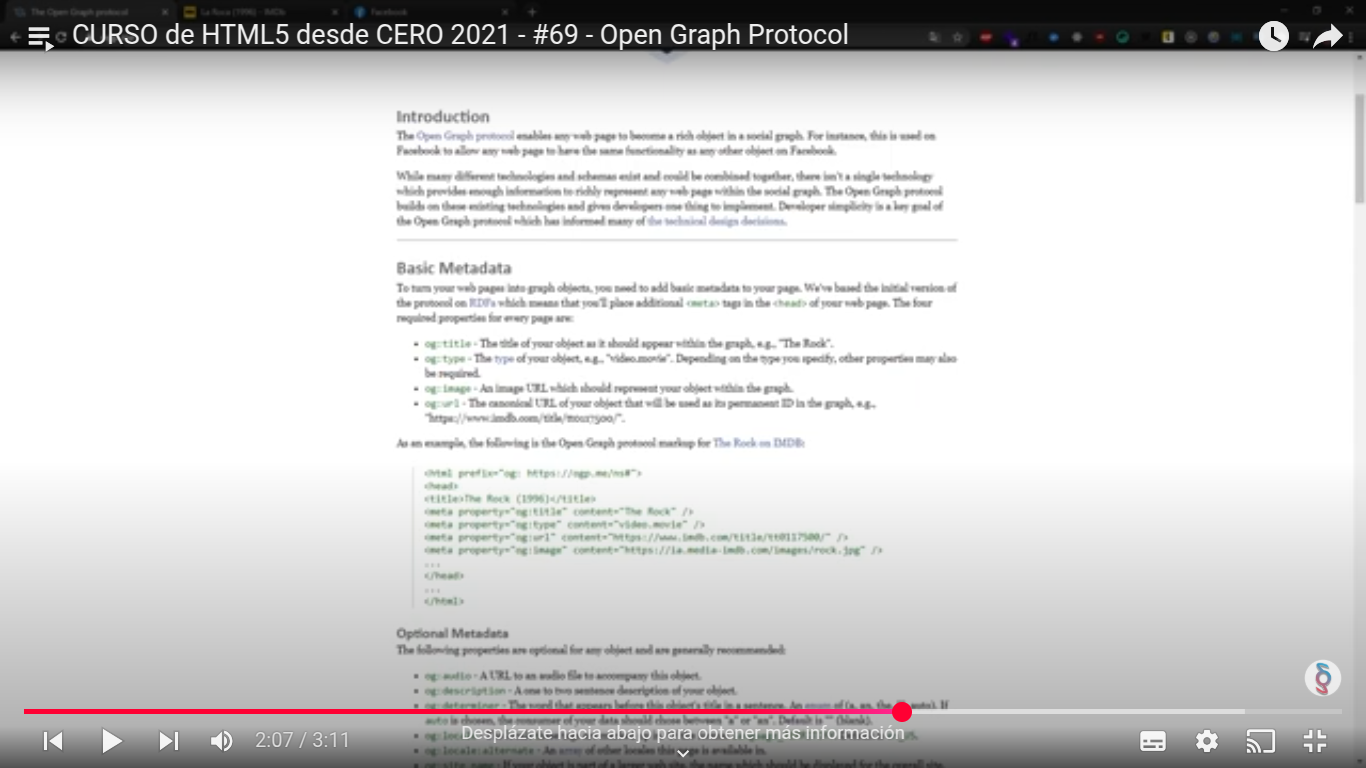 The Open Graph protocol
La Roca (1996) - IMDb
Facebook
CURSO de HTML5 desde CERO 2021 - #69 - Open Graph Protocol
Introduction
The Open Graph protocol enables any web page to become a rich object in a social graph. For instance, this is used on
Facebook to allow any web page to have the same functionality as any other object on Facebook.
While many different technologies and schemas exist and could be combined together, there isn't a single technology
which provides enough information to richly represent any web page within the social graph. The Open Graph protocol
builds on these existing technologies and gives developers one thing to implement. Developer simplicity is a key goal of
the Open Graph protocol which has informed many of the technical design decisions.
Basic Metadata
To turn your web pages into graph objects, you need to add basic metadata to your page. We've based the initial version of
the protocol on RDFa which means that you'll place additional <meta> tags in the <head> of your web page. The four
required properties for every page are:
• og:title - The title of your object as it should appear within the graph, e.g., "The Rock".
• og:type - The type of your object, e.g., "video.movie". Depending on the type you specify, other properties may also
be required.
• og:image - An image URL which should represent your object within the graph.
• og:url - The canonical URL of your object that will be used as its permanent ID in the graph, e.g.,
"https://www.imdb.com/title/tt0117500/".
As an example, the following is the Open Graph protocol markup for The Rock on IMDB:
<html prefix="og: https://ogp.me/ns#">
<head>
<title>The Rock (1996)</title>
<meta property="og:title" content="The Rock" />
<meta property="og:type" content="video.movie" />
<meta property="og:url" content="https://www.imdb.com/title/tt0117500/" />
<meta property="og:image" content="https://ia.media-imdb.com/images/rock.jpg" />
...
</head>
...
</html>
Optional Metadata
The following properties are optional for any object and are generally recommended:
• og:audio - A URL to an audio file to accompany this object.
• og:description - A one to two sentence description of your object.
• og:determiner - The word that appears before this object's title in a sentence. An enum of (a, an, the, "", auto). If
auto is chosen, the consumer of your data should chose between "a" or "an". Default is "" (blank).
Desplázate hacia abajo para obtener más información
2:07 / 3:11
• og:locale:alternate - An array of other locales this page is available in.
• og:site_name - If your object is part of a larger web site, the name which should be displayed for the overall site.